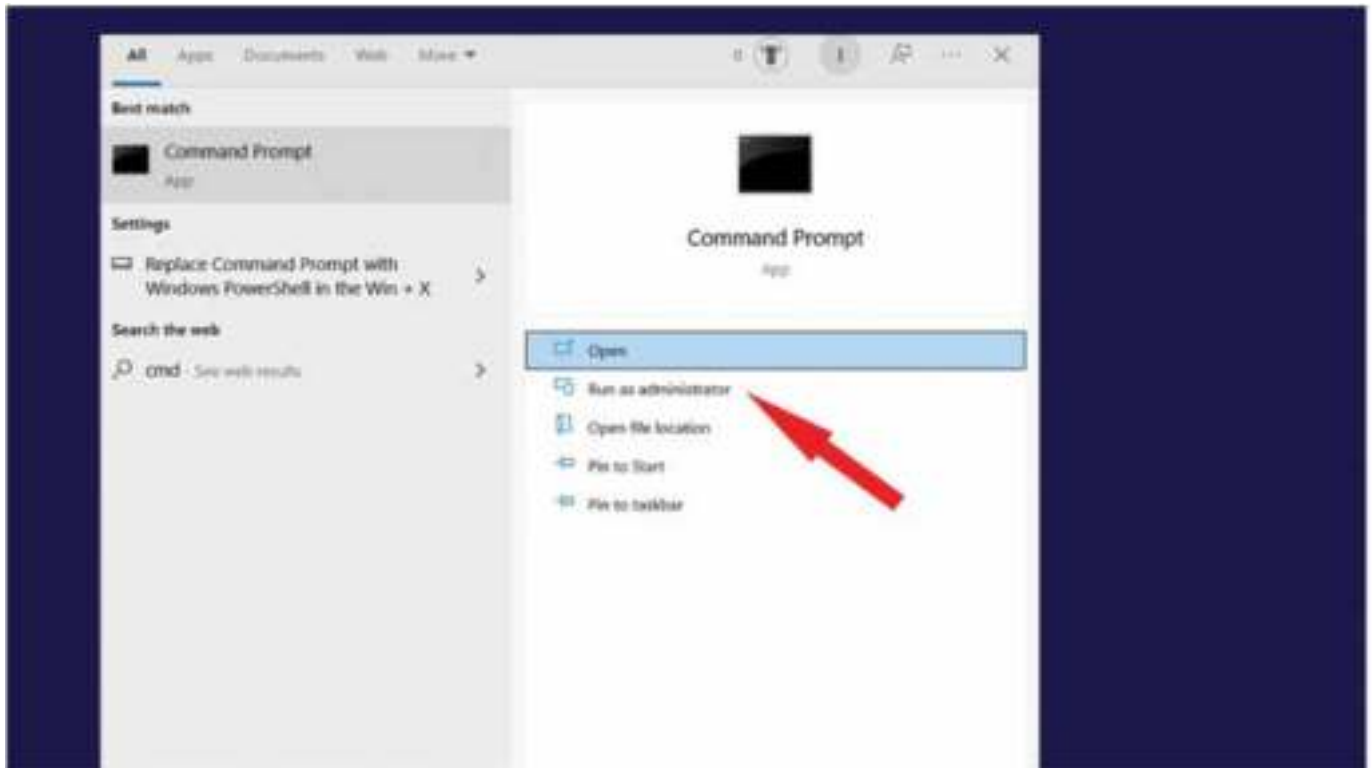 All Apps Documents Web More
Best match
Command Prompt
App
Settings
Replace Command Prompt with
Windows PowerShell in the Win + X
Search the web
cmd - See web results
Command Prompt
App
Open
Run as administrator
Open file location
Pin to Start
Pin to taskbar